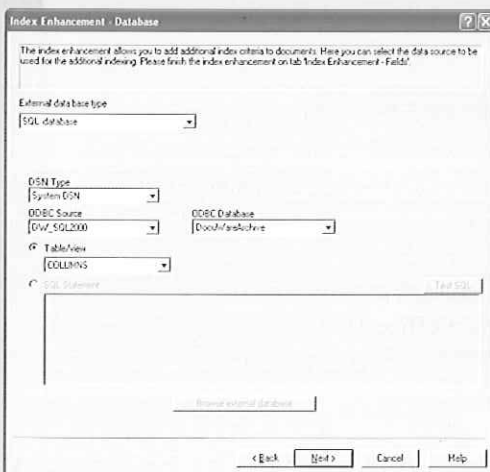 Index Enhancement - Database
The index enhancement allows you to add additional index criteria to documents. Here you can select the data source to be
used for the additional indexing. Please finish the index enhancement on tab 'Index Enhancement - Fields'.
External data base type
SQL database
DSN Type
System DSN
ODBC Source
ODBC Database
DW_SQL2000
DocuWareArchive
Table/view
COLUMNS
SQL Statement
Test SQL
Browse external database
< Back
Next >
Cancel
Help